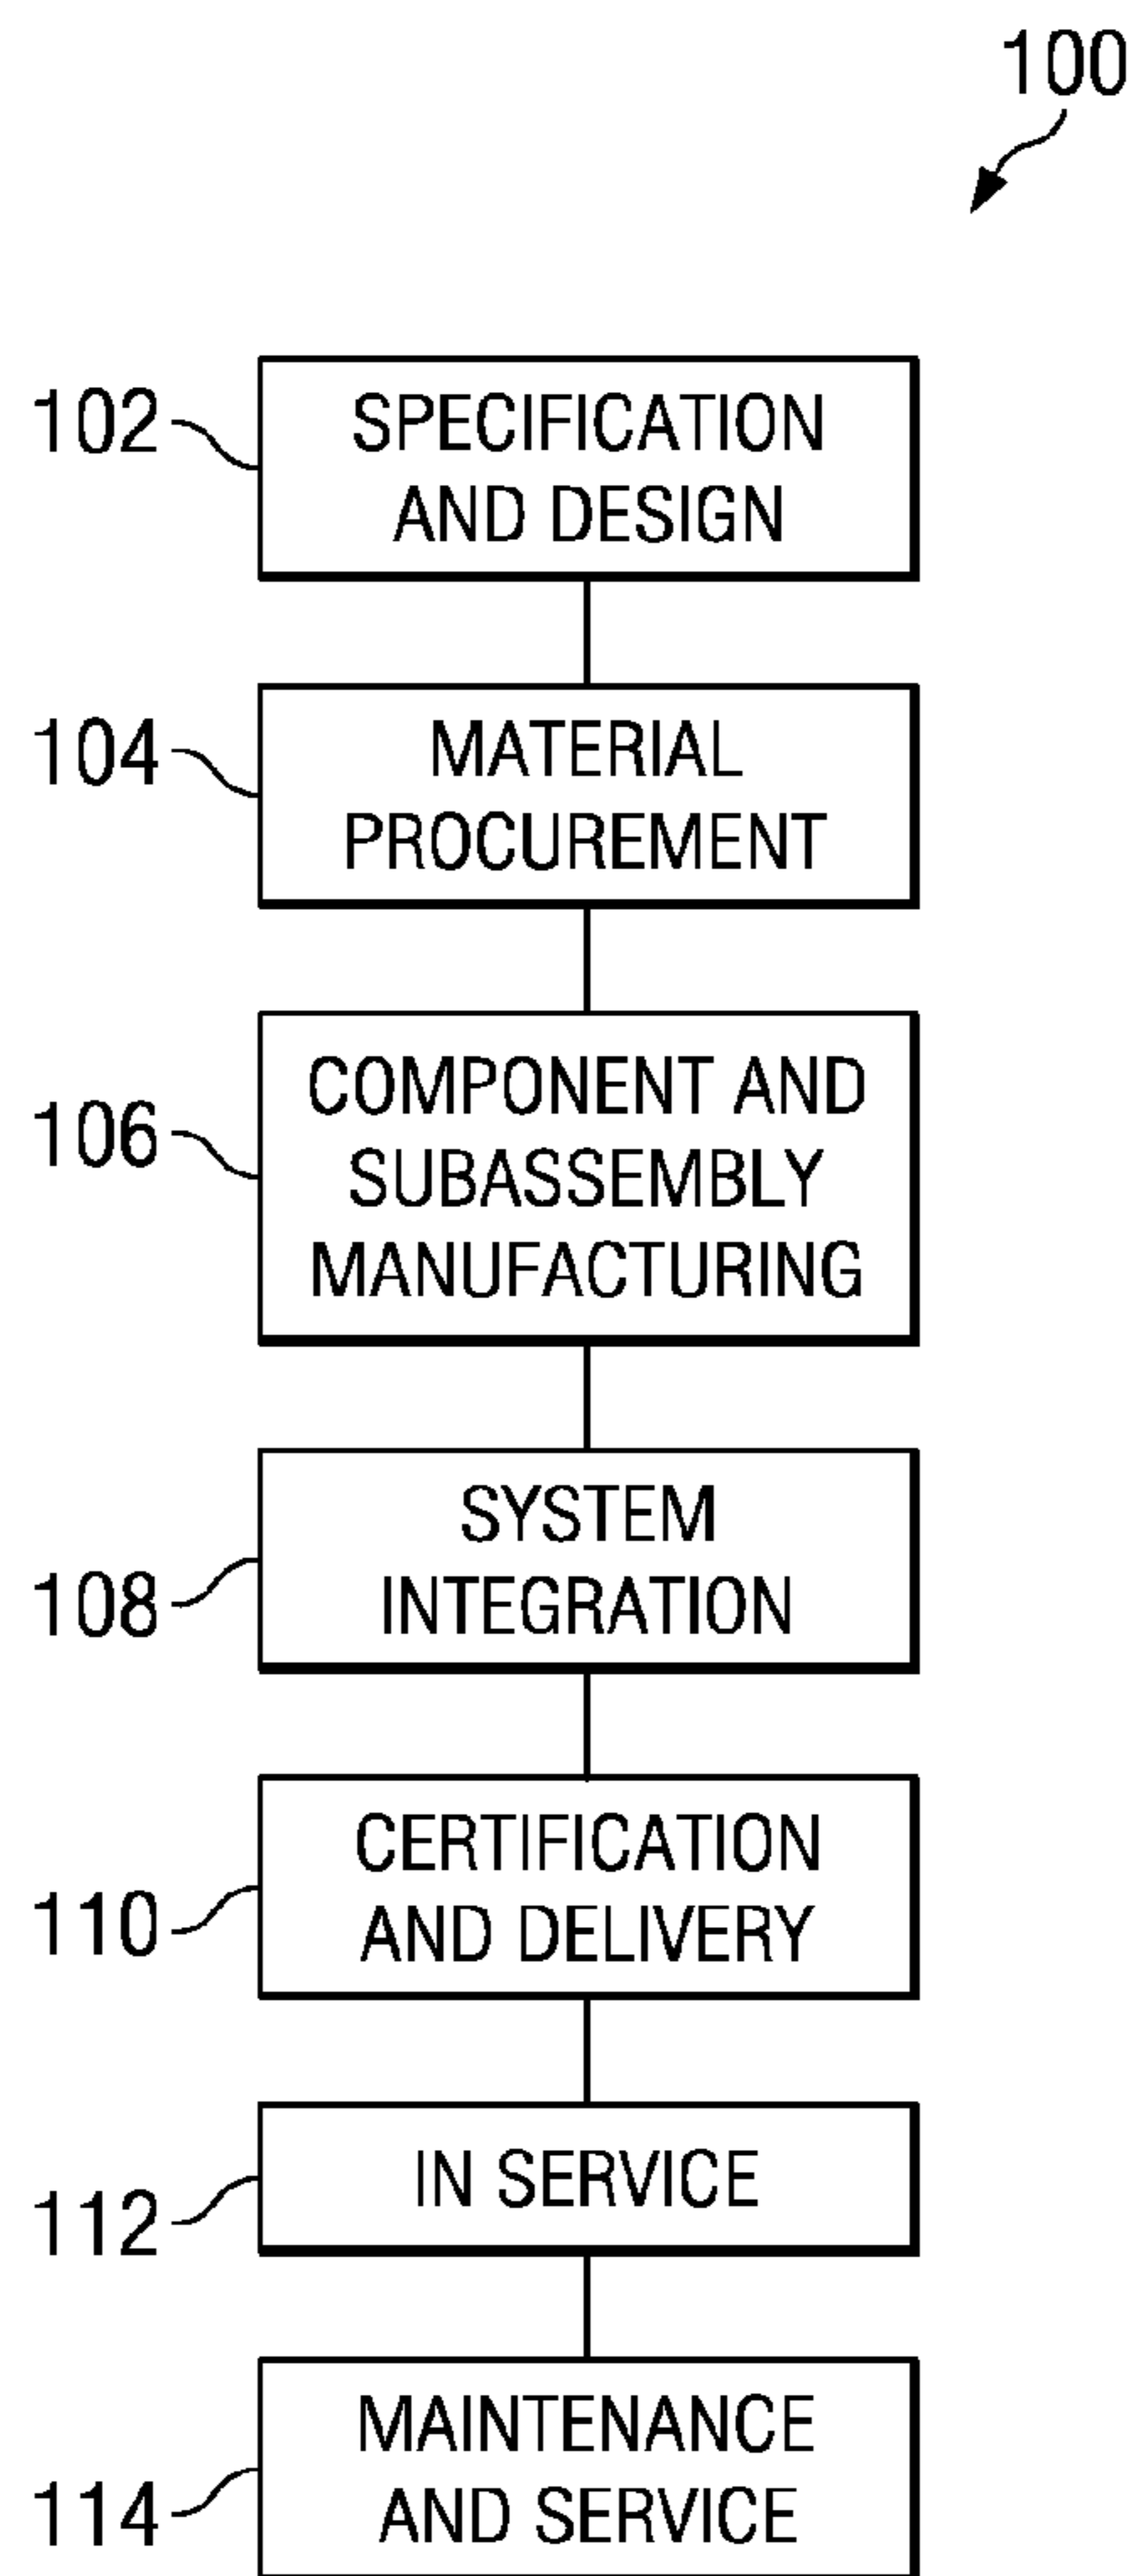 100
102
SPECIFICATION
AND DESIGN
104
MATERIAL
PROCUREMENT
106
COMPONENT AND
SUBASSEMBLY
MANUFACTURING
108
SYSTEM
INTEGRATION
110
CERTIFICATION
AND DELIVERY
112
IN SERVICE
114
MAINTENANCE
AND SERVICE